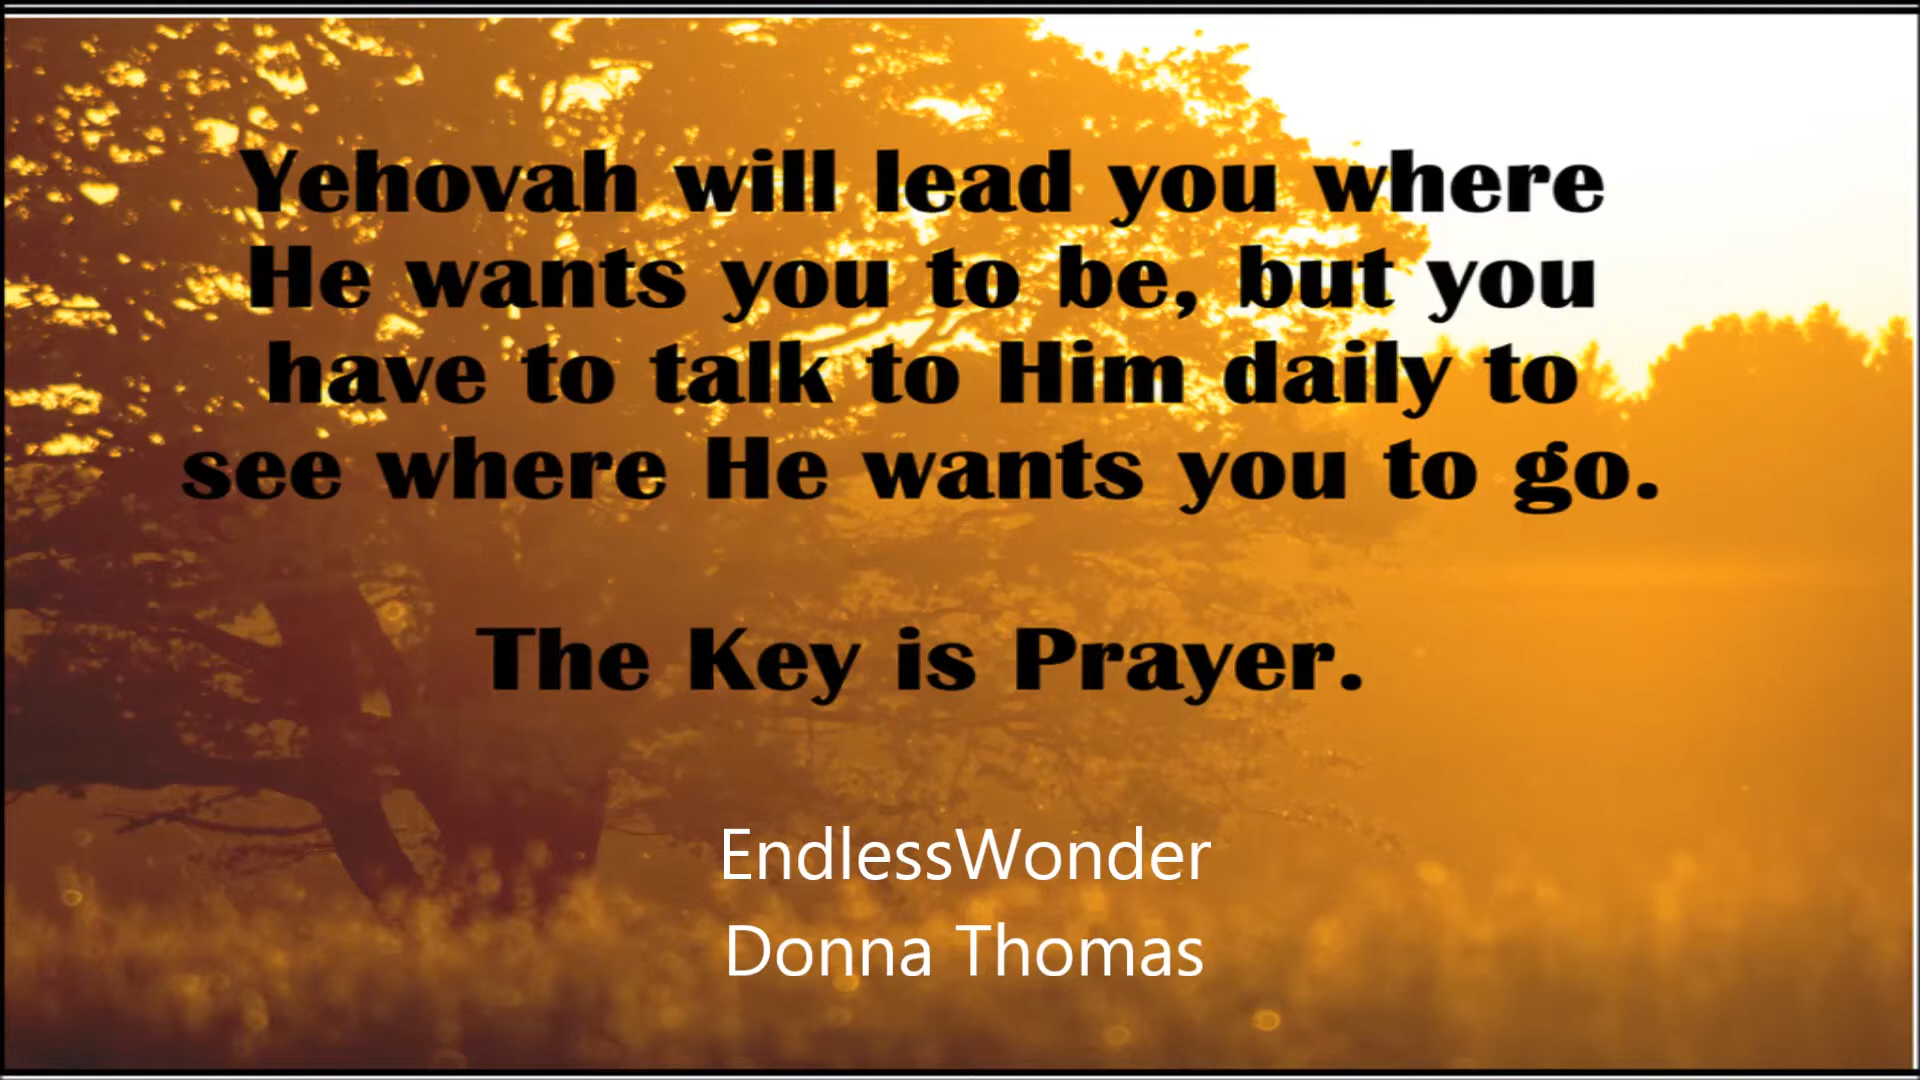 Yehovah will lead you where
He wants you to be, but you
have to talk to Him daily to
see where He wants you to go.
The Key is Prayer.
EndlessWonder
Donna Thomas